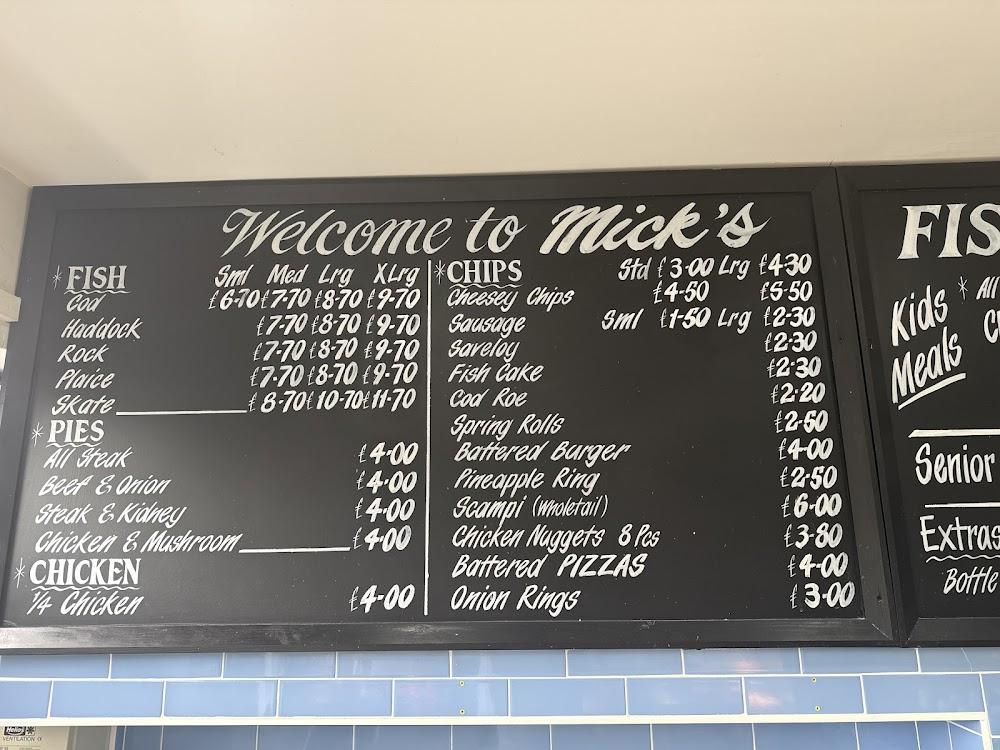 Welcome to Mick's
* FISH Sml Med Lrg XLrg
Cod £6-70 £7-70 £8-70 £9-70
Haddock £7-70 £8-70 £9-70
Rock £7-70 £8-70 £9-70
Plaice £7-70 £8-70 £9-70
Skate £8-70 £10-70 £11-70
* PIES
All Steak £4-00
Beef & Onion £4-00
Steak & Kidney £4-00
Chicken & Mushroom £4-00
* CHICKEN
1/4 Chicken £4-00
* CHIPS Std £3-00 Lrg £4-30
Cheesey Chips £4-50 £5-50
Sausage Sml £1-50 Lrg £2-30
Saveloy £2-30
Fish Cake £2-30
Cod Roe £2-20
Spring Rolls £2-60
Battered Burger £4-00
Pineapple Ring £2-50
Scampi (Wholetail) £6-00
Chicken Nuggets 8 Pcs £3-80
Battered PIZZAS £4-00
Onion Rings £3-00
FIS
Kids Meals
* All
C
Senior
Extras
Bottle
Helios
VENTILATION